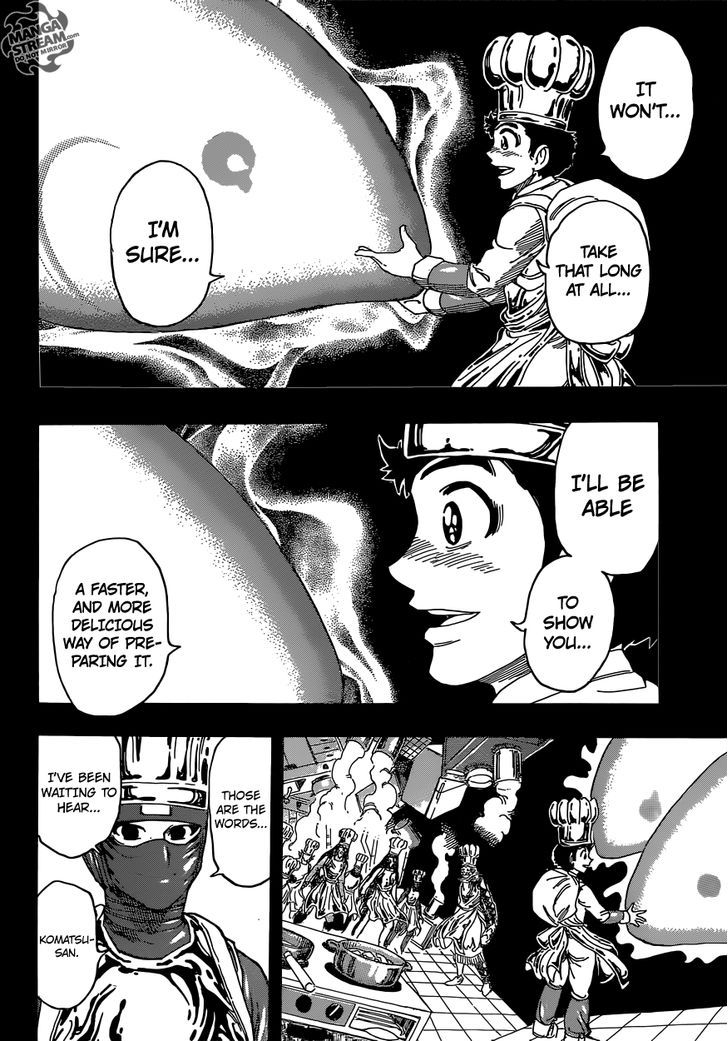 MANGA
STREAM.com
DO NOT MIRROR
IT
WON'T...
TAKE
THAT LONG
AT ALL...
I'M
SURE...
I'LL BE
ABLE
TO
SHOW
YOU...
A FASTER,
AND MORE
DELICIOUS
WAY OF PRE-
PARING IT.
THOSE
ARE THE
WORDS...
I'VE BEEN
WAITING TO
HEAR...
KOMATSU-
SAN.